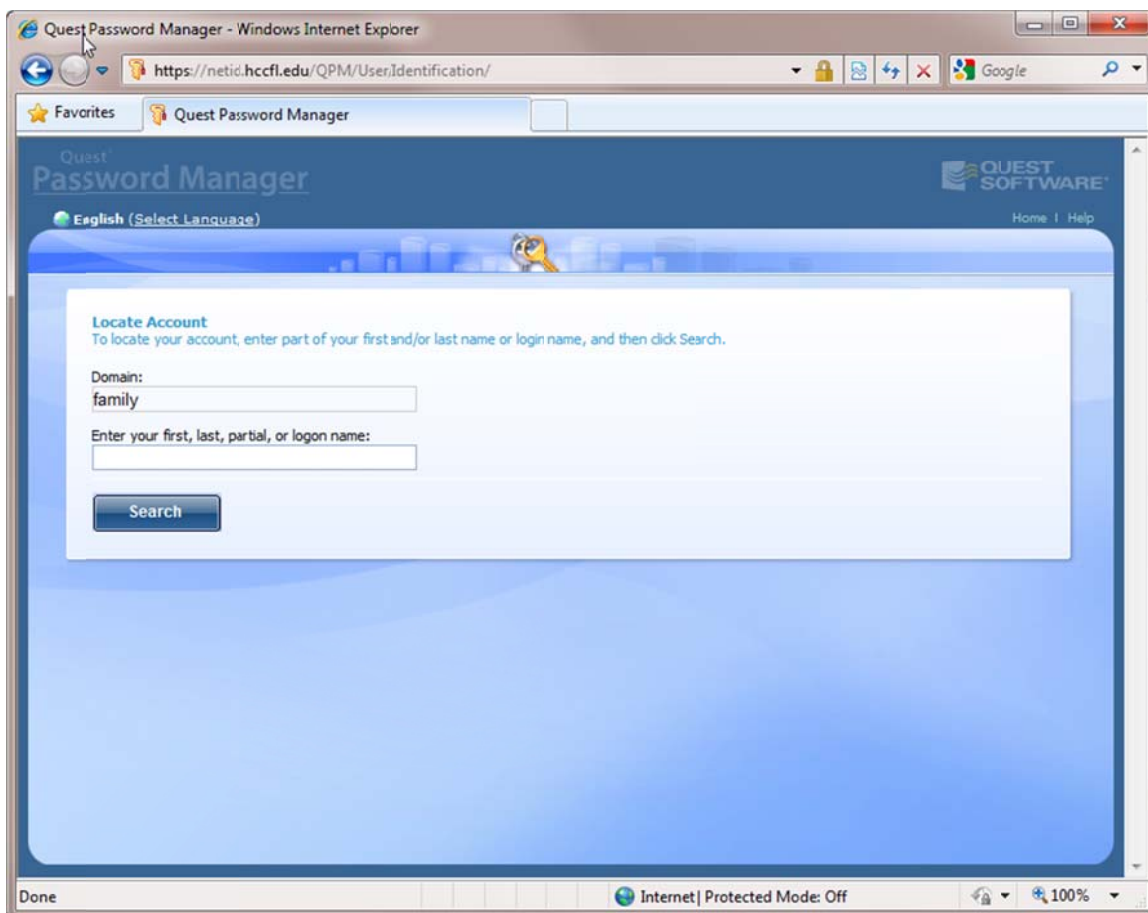 Quest Password Manager - Windows Internet Explorer
https://netid.hccfl.edu/QPM/User/Identification/
Google
Favorites
Quest Password Manager
Quest
Password Manager
QUEST
SOFTWARE
English (Select Language)
Home | Help
Locate Account
To locate your account, enter part of your first and/or last name or login name, and then click Search.
Domain:
family
Enter your first, last, partial, or logon name:
Search
Done
Internet | Protected Mode: Off
100%